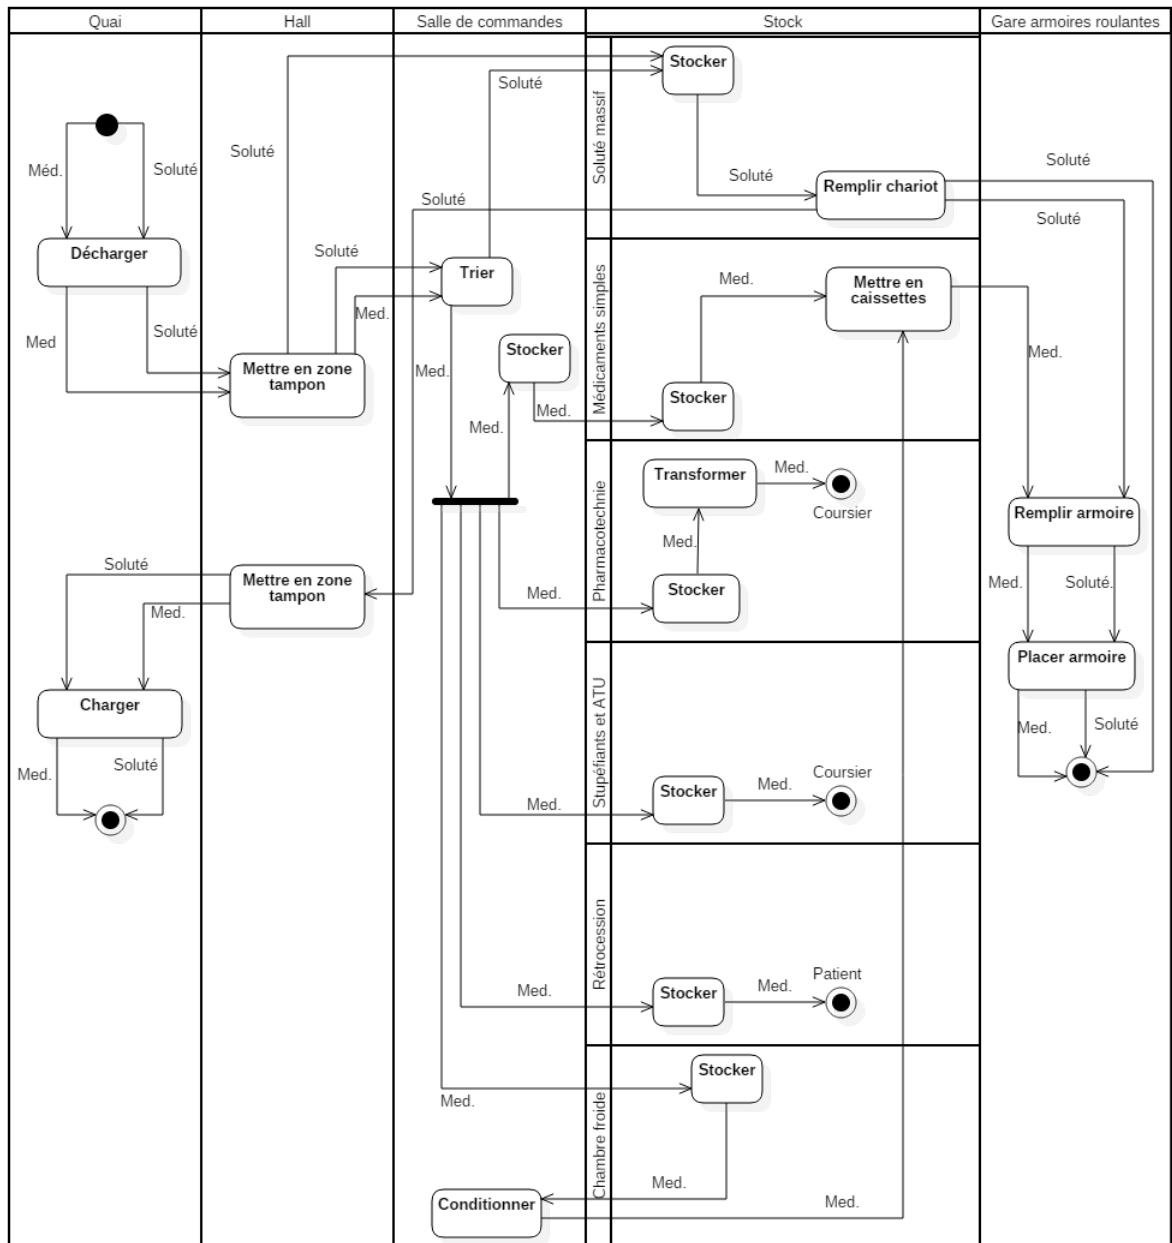 Quai
Hall
Salle de commandes
Stock
Gare armoires roulantes
Soluté massif
Stocker
Soluté
Soluté
Soluté
Méd.
Soluté
Soluté
Remplir chariot
Soluté
Soluté
Décharger
Soluté
Trier
Médicaments simples
Mettre en
caissettes
Med.
Med
Soluté
Med.
Mettre en zone
tampon
Stocker
Med.
Med.
Stocker
Med.
Med.
Pharmacotechnie
Transformer
Med.
Coursier
Med.
Stocker
Med.
Remplir armoire
Med.
Soluté.
Soluté
Mettre en zone
tampon
Med.
Placer armoire
Charger
Med.
Soluté
Med.
Soluté
Stupéfiants et ATU
Stocker
Med.
Coursier
Med.
Rétrocession
Stocker
Med.
Patient
Med.
Chambre froide
Stocker
Med.
Med.
Conditionner
Med.